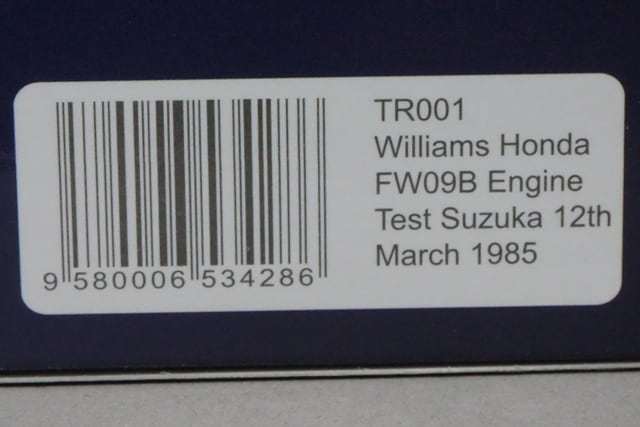 TR001
Williams Honda
FW09B Engine
Test Suzuka 12th
March 1985
9 580006 534286